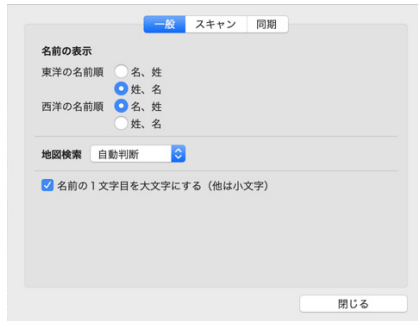 一般 スキャン 同期
名前の表示
東洋の名前順 名、姓
姓、名
西洋の名前順 名、姓
姓、名
地図検索 自動判断
名前の1文字目を大文字にする（他は小文字）
閉じる